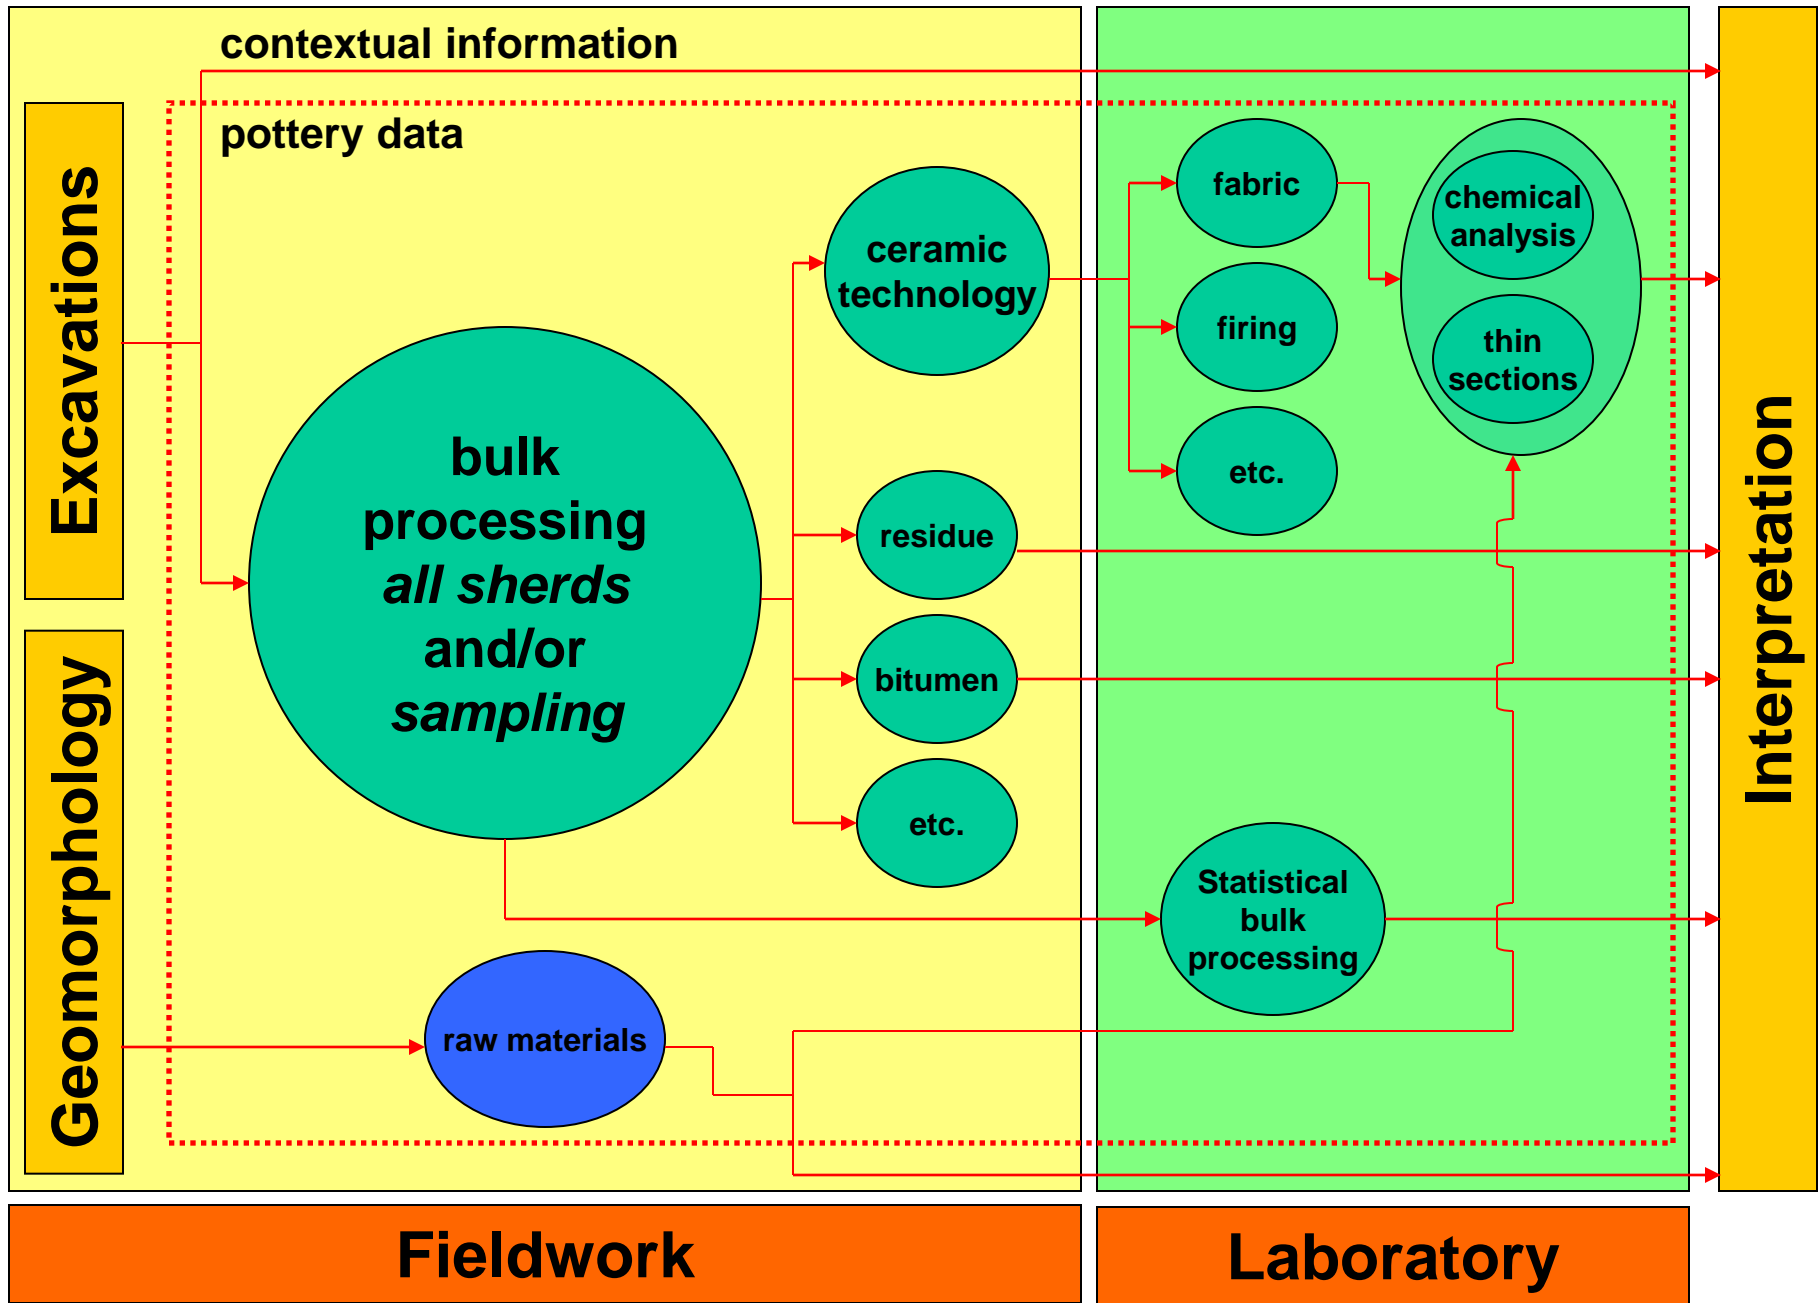 contextual information
pottery data
Excavations
Geomorphology
bulk
processing
all sherds
and/or
sampling
ceramic
technology
residue
bitumen
etc.
raw materials
fabric
firing
etc.
chemical
analysis
thin
sections
Statistical
bulk
processing
Interpretation
Fieldwork
Laboratory